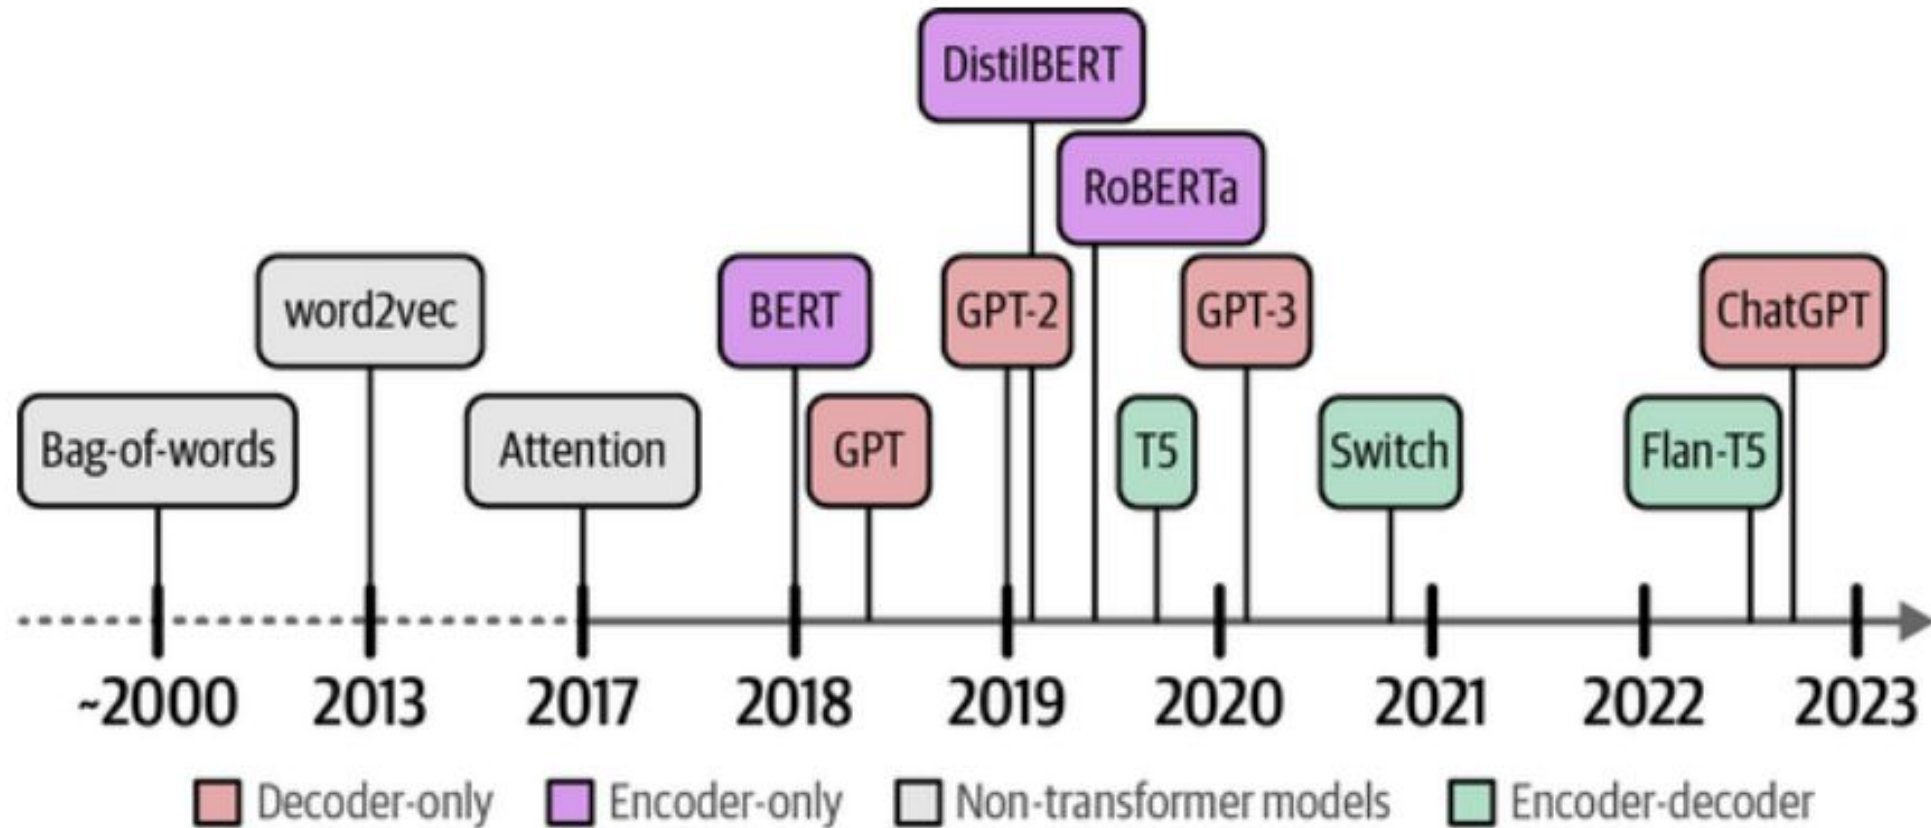 DistilBERT
RoBERTa
word2vec
BERT
GPT-2
GPT-3
ChatGPT
Bag-of-words
Attention
GPT
T5
Switch
Flan-T5
~2000 2013 2017 2018 2019 2020 2021 2022 2023
Decoder-only Encoder-only Non-transformer models Encoder-decoder